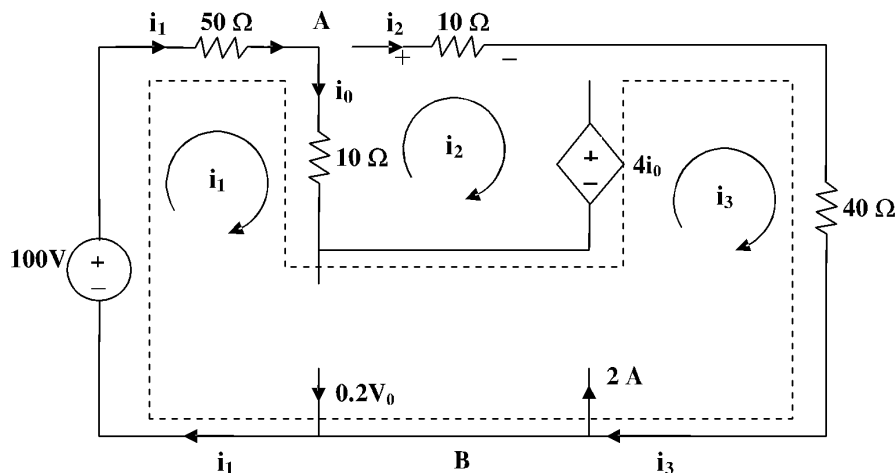 50 Ω A 10 Ω
i₁ i₂
+ −
i₀
10 Ω i₂ + − 4i₀
i₁ i₃
40 Ω
100V + −
0.2V₀ 2 A
i₁ B i₃